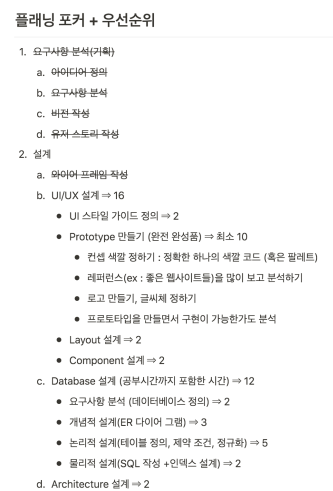 플래닝 포커 + 우선순위
1. 요구사항 분석(기획)
a. 아이디어 정의
b. 요구사항 분석
c. 비전 작성
d. 유저 스토리 작성
2. 설계
a. 와이어 프레임 작성
b. UI/UX 설계 ⇒ 16
• UI 스타일 가이드 정의 ⇒ 2
• Prototype 만들기 (완전 완성품) ⇒ 최소 10
• 컨셉 색깔 정하기 : 정확한 하나의 색깔 코드 (혹은 팔레트)
• 레퍼런스(ex : 좋은 웹사이트들)을 많이 보고 분석하기
• 로고 만들기, 글씨체 정하기
• 프로토타입을 만들면서 구현이 가능한가도 분석
• Layout 설계 ⇒ 2
• Component 설계 ⇒ 2
c. Database 설계 (공부시간까지 포함한 시간) ⇒ 12
• 요구사항 분석 (데이터베이스 정의) ⇒ 2
• 개념적 설계(ER 다이어 그램) ⇒ 3
• 논리적 설계(테이블 정의, 제약 조건, 정규화) ⇒ 5
• 물리적 설계(SQL 작성 +인덱스 설계) ⇒ 2
d. Architecture 설계 ⇒ 2